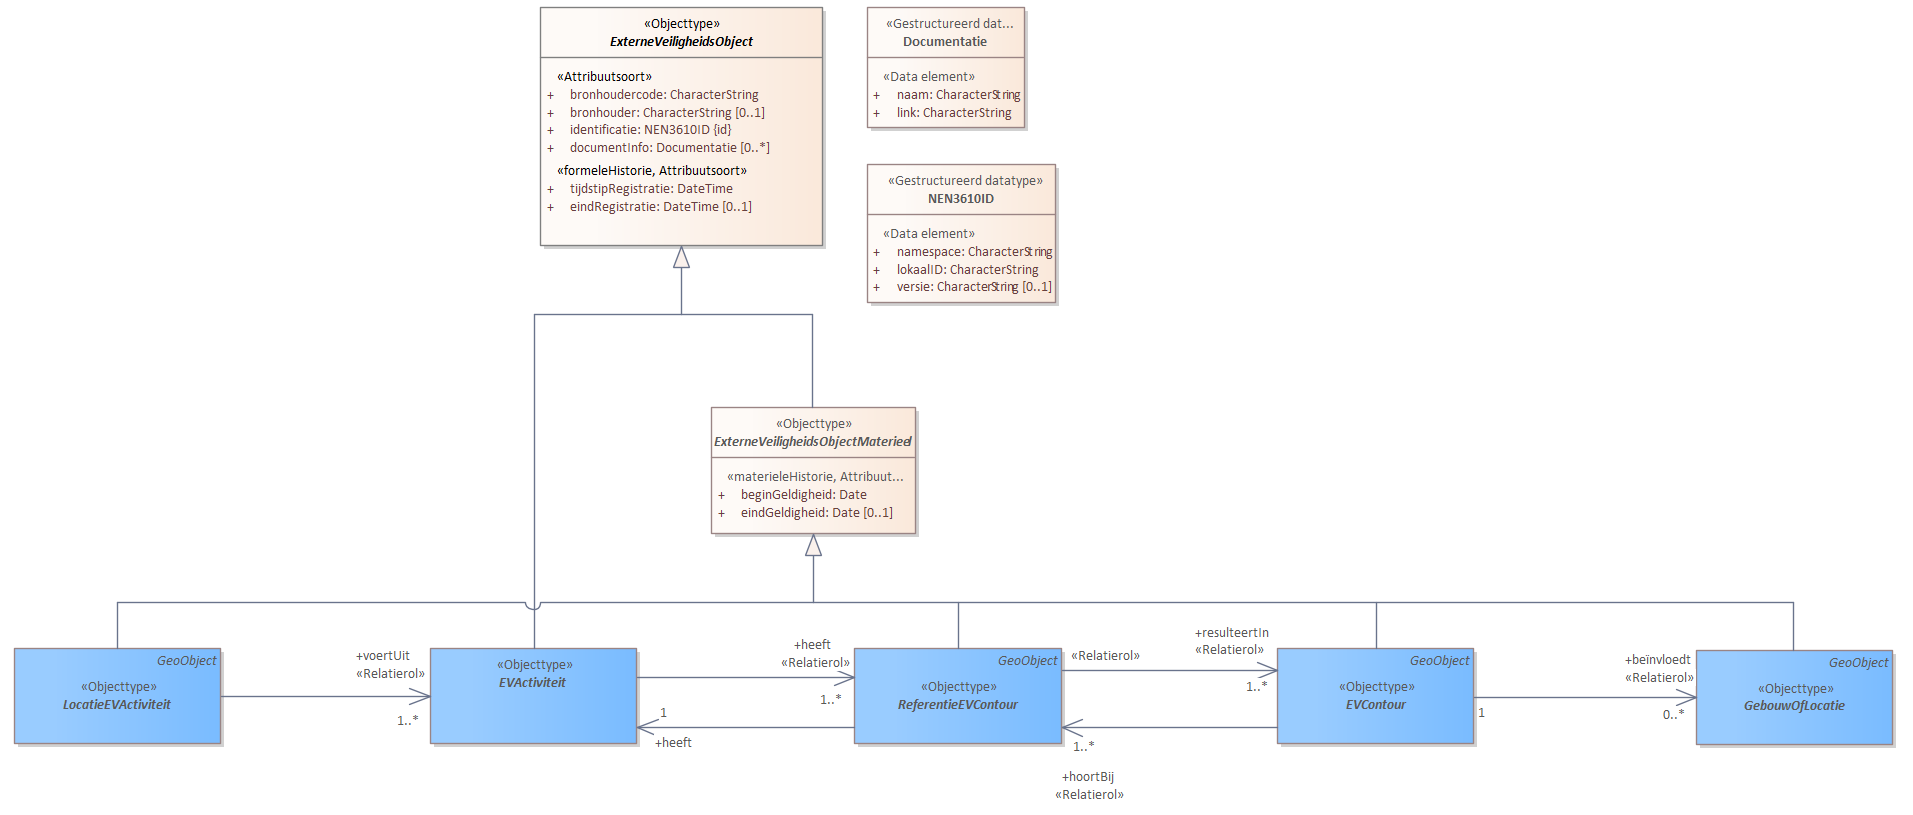 «Objecttype»
ExterneVeiligheidsObject
«Attribuutsoort»
+ bronhoudercode: CharacterString
+ bronhouder: CharacterString [0..1]
+ identificatie: NEN3610ID {id}
+ documentInfo: Documentatie [0..*]
«formeleHistorie, Attribuutsoort»
+ tijdstipRegistratie: DateTime
+ eindRegistratie: DateTime [0..1]
«Gestructureerd dat...
Documentatie
«Data element»
+ naam: CharacterString
+ link: CharacterString
«Gestructureerd datatype»
NEN3610ID
«Data element»
+ namespace: CharacterString
+ lokaalID: CharacterString
+ versie: CharacterString [0..1]
«Objecttype»
ExterneVeiligheidsObjectMaterieel
«materieleHistorie, Attribuut...
+ beginGeldigheid: Date
+ eindGeldigheid: Date [0..1]
GeoObject
«Objecttype»
LocatieEVActiviteit
+voertUit
«Relatierol»
1..*
«Objecttype»
EVActiviteit
+heeft
«Relatierol»
1..*
1
+heeft
GeoObject
«Objecttype»
ReferentieEVContour
«Relatierol»
+resulteertIn
«Relatierol»
1..*
1..*
+hoortBij
«Relatierol»
GeoObject
«Objecttype»
EVContour
1
+beïnvloedt
«Relatierol»
0..*
GeoObject
«Objecttype»
GebouwOfLocatie